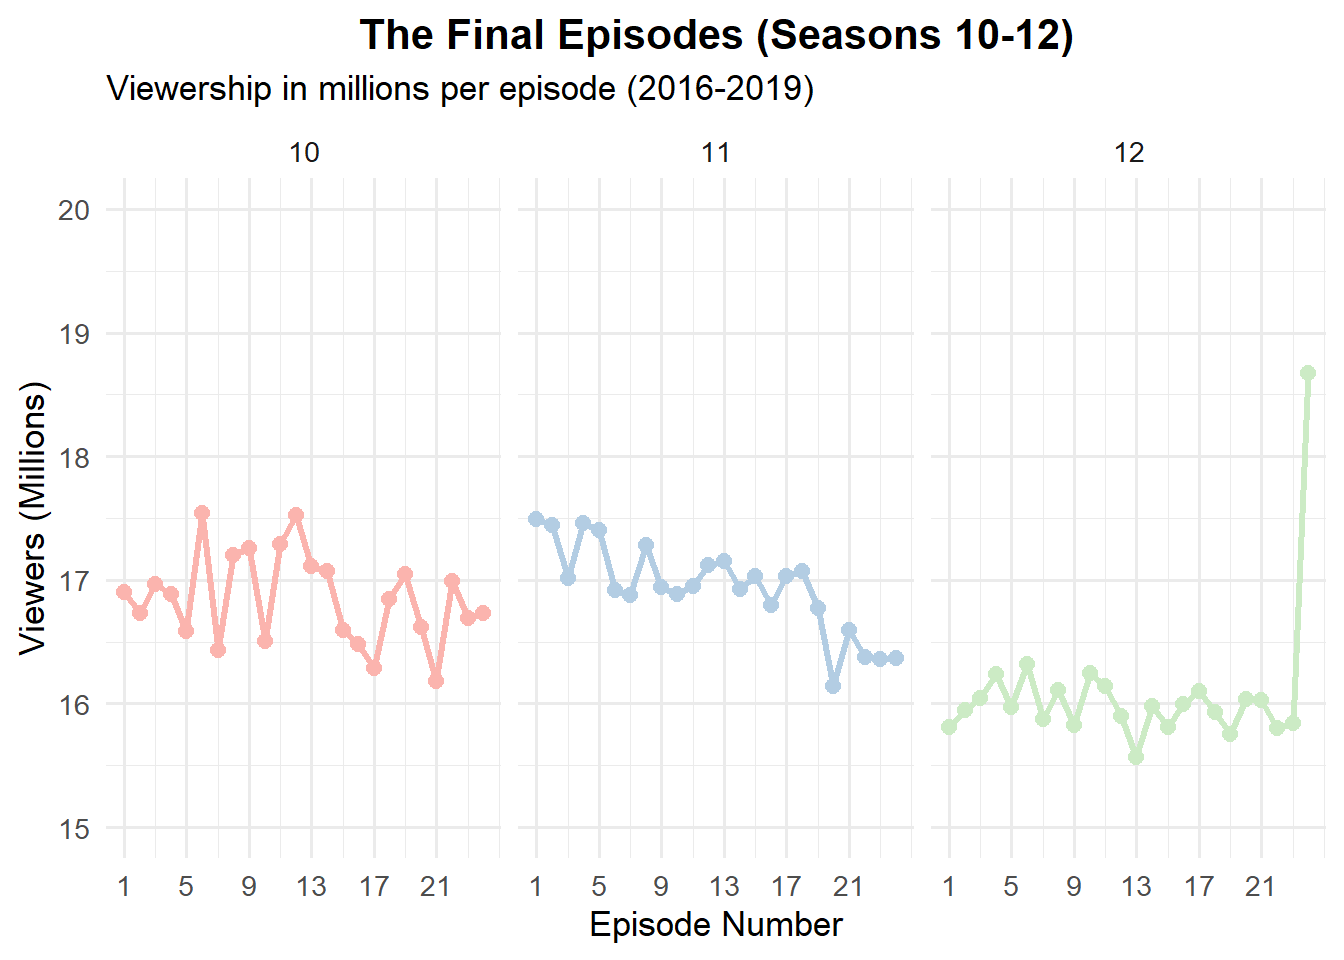 The Final Episodes (Seasons 10-12)
Viewership in millions per episode (2016-2019)
10 11 12
20
19
18
17
16
15
Viewers (Millions)
1 5 9 13 17 21 1 5 9 13 17 21 1 5 9 13 17 21
Episode Number